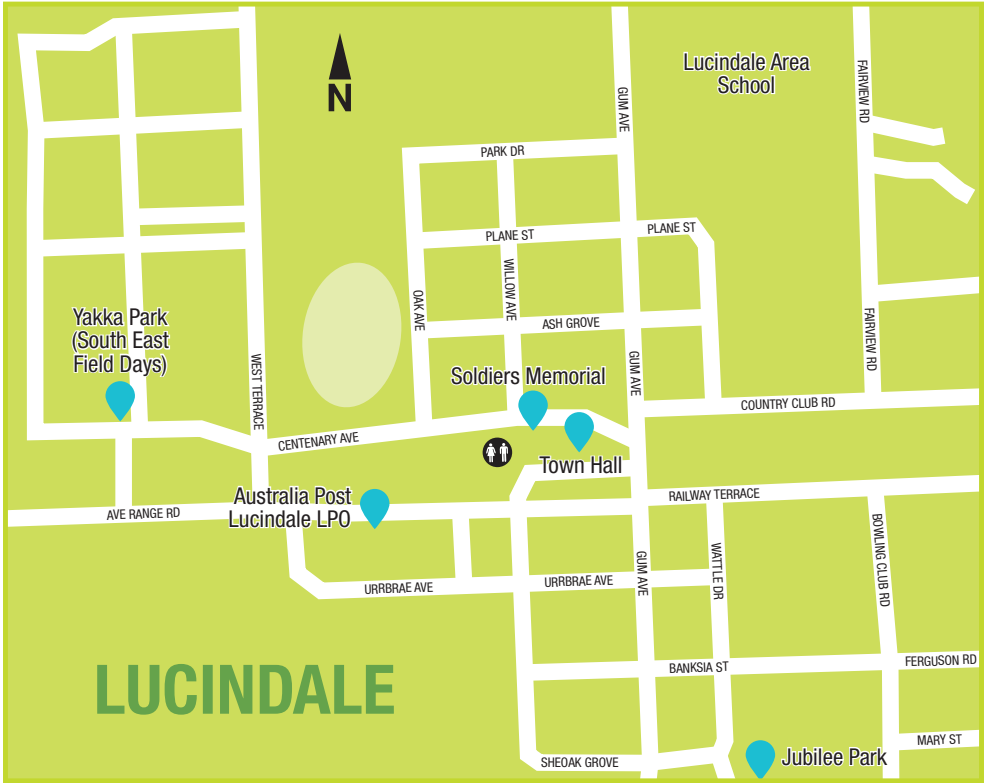 N
Lucindale Area
School
GUM AVE
FAIRVIEW RD
PARK DR
PLANE ST
PLANE ST
WILLOW AVE
OAK AVE
ASH GROVE
FAIRVIEW RD
Yakka Park
(South East
Field Days)
WEST TERRACE
GUM AVE
Soldiers Memorial
COUNTRY CLUB RD
CENTENARY AVE
Town Hall
Australia Post
Lucindale LPO
RAILWAY TERRACE
AVE RANGE RD
WATTLE DR
BOWLING CLUB RD
GUM AVE
URRBRAE AVE
URRBRAE AVE
BANKSIA ST
FERGUSON RD
LUCINDALE
MARY ST
SHEOAK GROVE
Jubilee Park